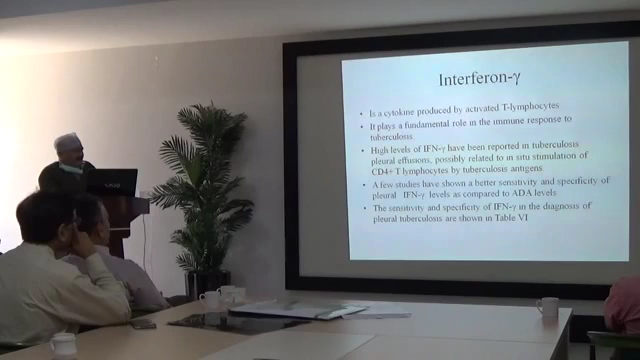 Interferon-γ
• Is a cytokine produced by activated T-lymphocytes
• It plays a fundamental role in the immune response to
tuberculosis
• High levels of IFN-γ have been reported in tuberculosis
pleural effusions, possibly related to in situ stimulation of
CD4+ T lymphocytes by tuberculosis antigens
• A few studies have shown a better sensitivity and specificity of
pleural IFN-γ levels as compared to ADA levels
• The sensitivity and specificity of IFN-γ in the diagnosis of
pleural tuberculosis are shown in Table VI